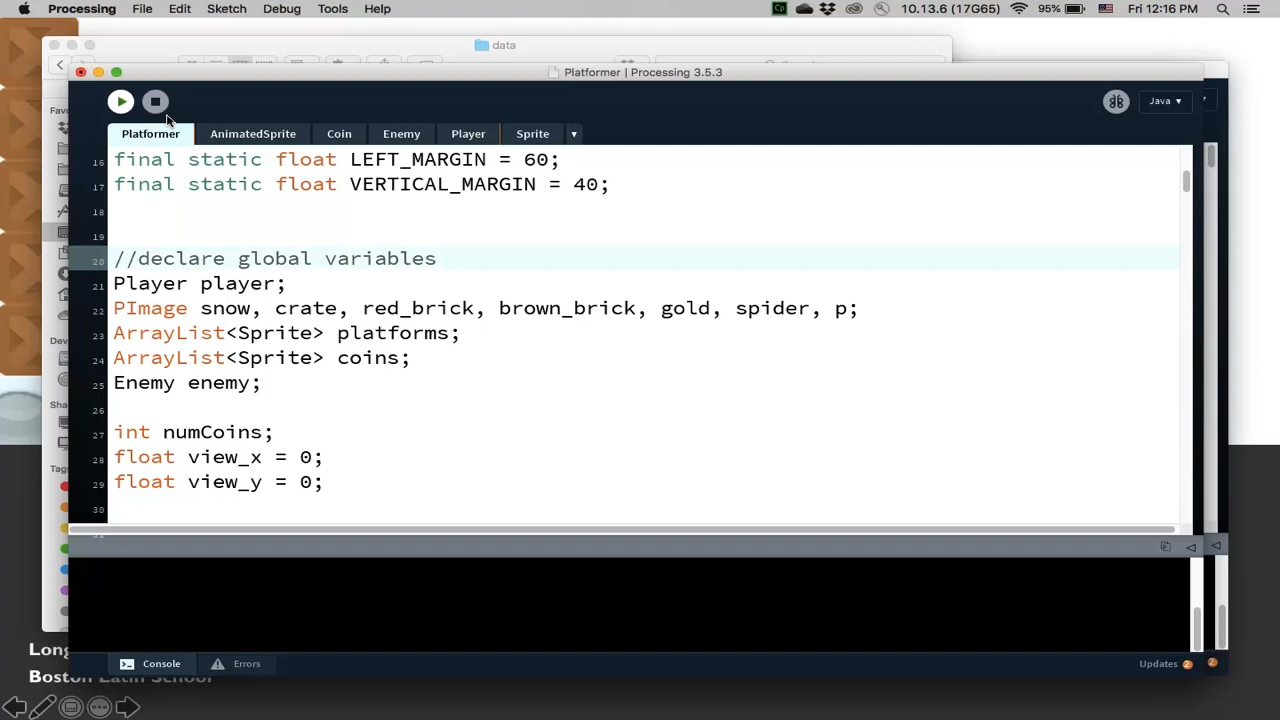 Processing File Edit Sketch Debug Tools Help 10.13.6 (17G65) 95% Fri 12:16 PM
data
Platformer | Processing 3.5.3
Java
Platformer AnimatedSprite Coin Enemy Player Sprite
16 final static float LEFT_MARGIN = 60;
17 final static float VERTICAL_MARGIN = 40;
18
19
20 //declare global variables
21 Player player;
22 PImage snow, crate, red_brick, brown_brick, gold, spider, p;
23 ArrayList<Sprite> platforms;
24 ArrayList<Sprite> coins;
25 Enemy enemy;
26
27 int numCoins;
28 float view_x = 0;
29 float view_y = 0;
30
Console Errors Updates 2 2
Boston Latin School